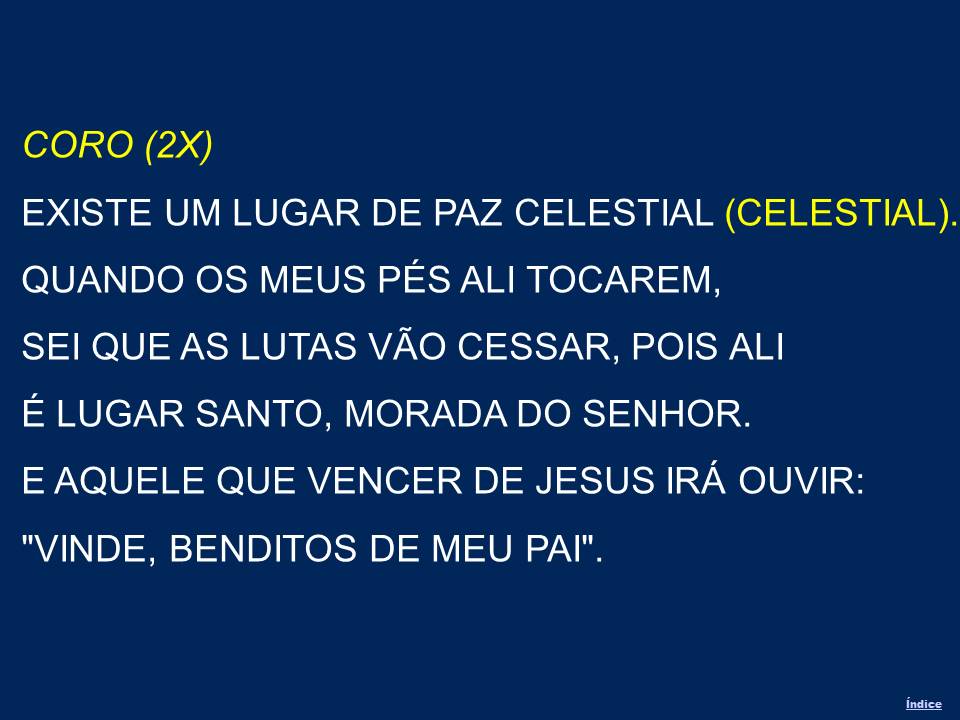 CORO (2X)
EXISTE UM LUGAR DE PAZ CELESTIAL (CELESTIAL).
QUANDO OS MEUS PÉS ALI TOCAREM,
SEI QUE AS LUTAS VÃO CESSAR, POIS ALI
É LUGAR SANTO, MORADA DO SENHOR.
E AQUELE QUE VENCER DE JESUS IRÁ OUVIR:
"VINDE, BENDITOS DE MEU PAI".
Índice